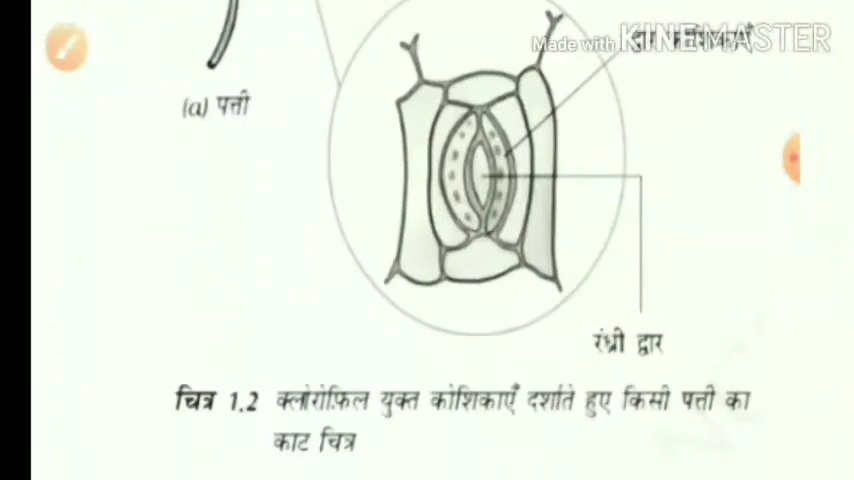 Made with KINEMASTER
द्वार कोशिकाएँ
(a) पत्ती
रंध्री द्वार
चित्र 1.2 क्लोरोफ़िल युक्त कोशिकाएँ दर्शाते हुए किसी पत्ती का
काट चित्र